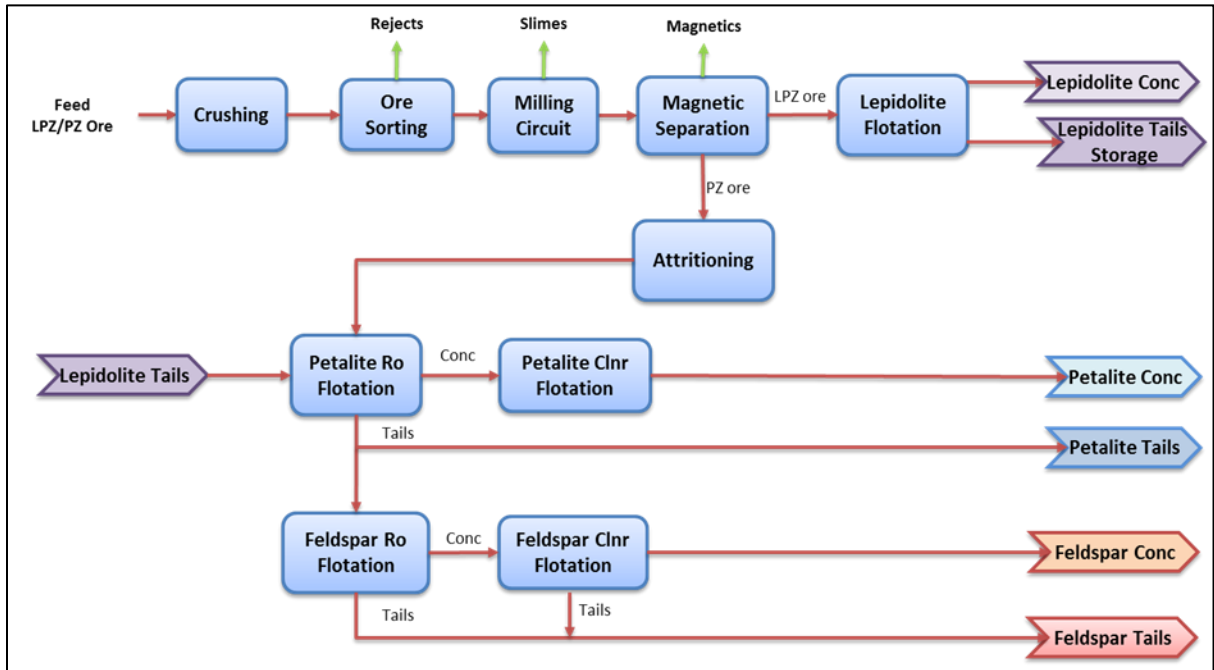 Rejects
Slimes
Magnetics
Feed
LPZ/PZ Ore
Crushing
Ore
Sorting
Milling
Circuit
Magnetic
Separation
LPZ ore
Lepidolite
Flotation
Lepidolite Conc
Lepidolite Tails
Storage
PZ ore
Attritioning
Lepidolite Tails
Petalite Ro
Flotation
Conc
Petalite Clnr
Flotation
Petalite Conc
Tails
Petalite Tails
Feldspar Ro
Flotation
Conc
Feldspar Clnr
Flotation
Feldspar Conc
Tails
Tails
Feldspar Tails